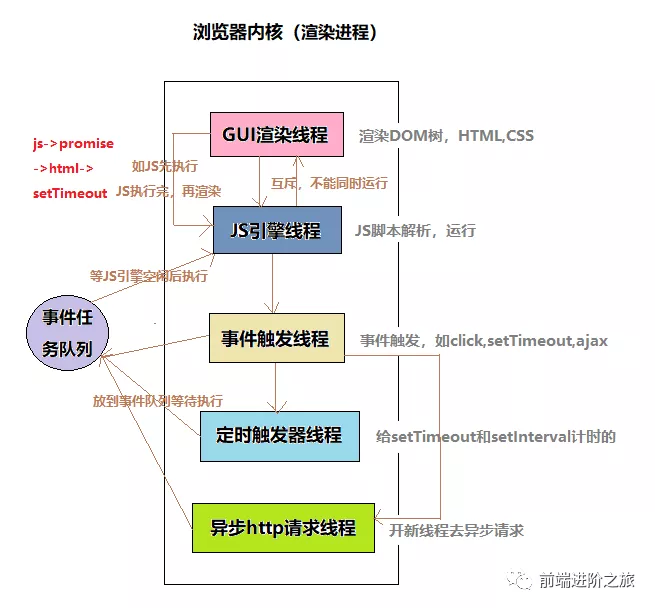 浏览器内核（渲染进程）
GUI渲染线程
渲染DOM树，HTML,CSS
js->promise
->html->
setTimeout
如JS先执行
JS执行完，再渲染
互斥，不能同时运行
JS引擎线程
JS脚本解析，运行
等JS引擎空闲后执行
事件任
务队列
事件触发线程
事件触发，如click,setTimeout,ajax
放到事件队列等待执行
定时触发器线程
给setTimeout和setInterval计时的
异步http请求线程
开新线程去异步请求
前端进阶之旅